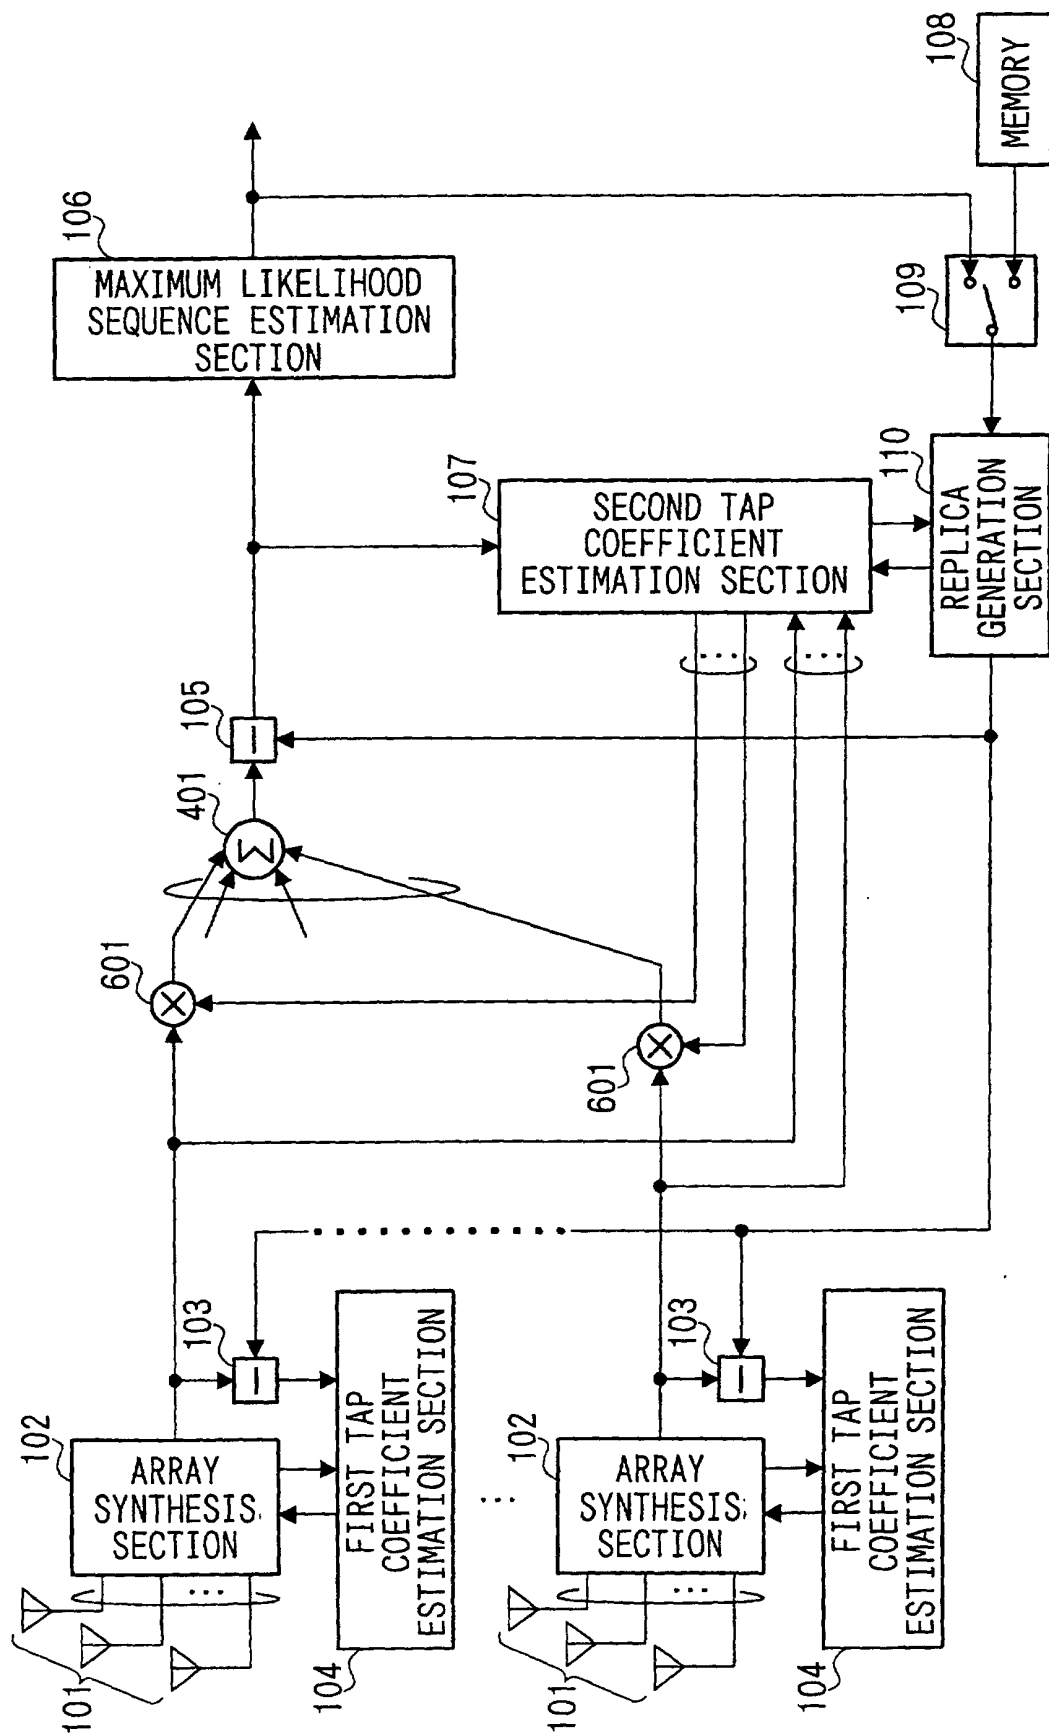 101
102
ARRAY
SYNTHESIS
SECTION
103
104
FIRST TAP
COEFFICIENT
ESTIMATION SECTION
101
102
ARRAY
SYNTHESIS
SECTION
103
104
FIRST TAP
COEFFICIENT
ESTIMATION SECTION
601
601
401
Σ
105
106
MAXIMUM LIKELIHOOD
SEQUENCE ESTIMATION
SECTION
107
SECOND TAP
COEFFICIENT
ESTIMATION SECTION
110
REPLICA
GENERATION
SECTION
109
108
MEMORY